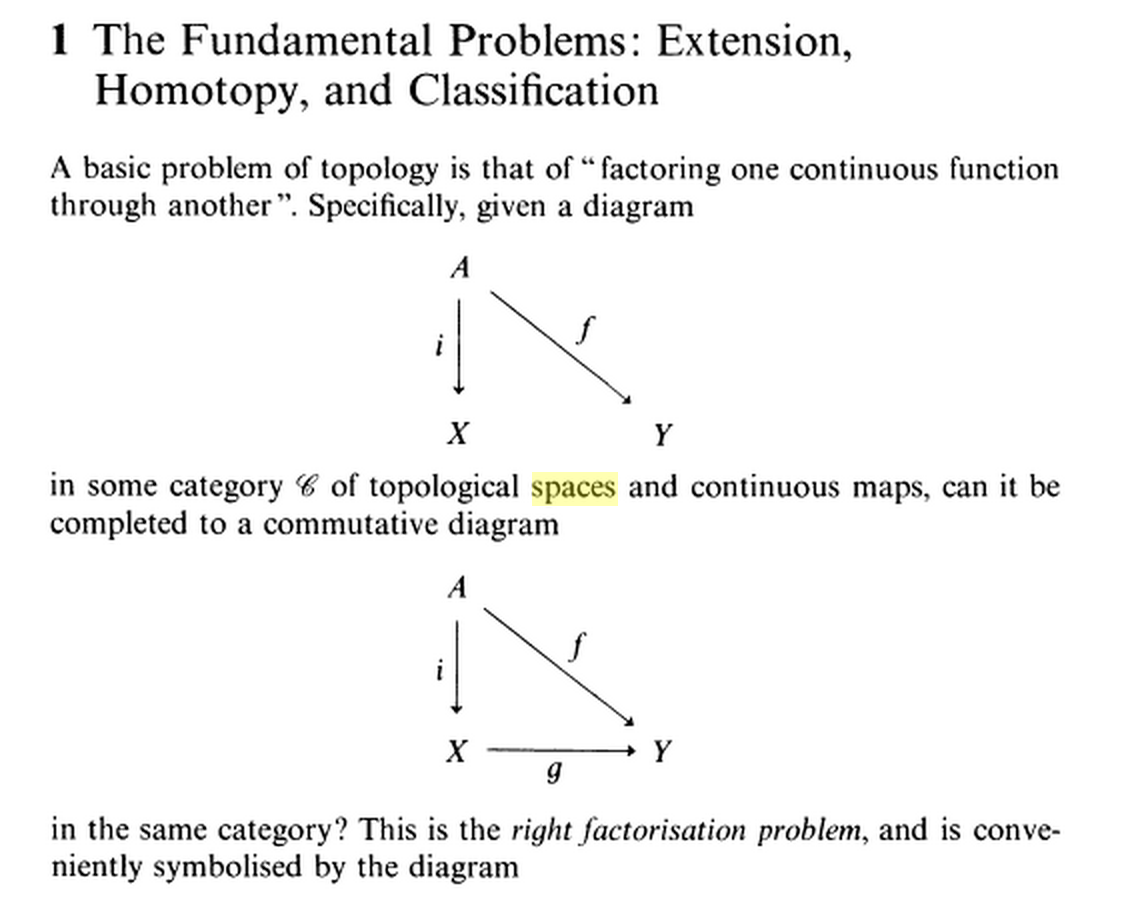 1 The Fundamental Problems: Extension,
Homotopy, and Classification
A basic problem of topology is that of “factoring one continuous function
through another”. Specifically, given a diagram
A
i
f
X
Y
in some category 𝒞 of topological spaces and continuous maps, can it be
completed to a commutative diagram
A
i
f
X
Y
g
in the same category? This is the right factorisation problem, and is conve-
niently symbolised by the diagram